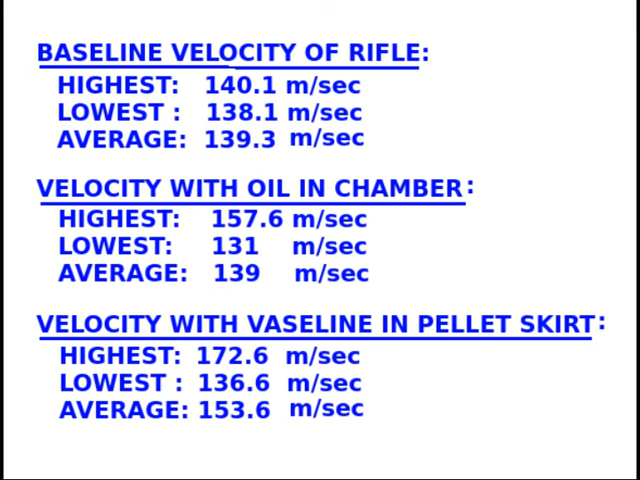 BASELINE VELOCITY OF RIFLE:
HIGHEST: 140.1 m/sec
LOWEST : 138.1 m/sec
AVERAGE: 139.3 m/sec
VELOCITY WITH OIL IN CHAMBER:
HIGHEST: 157.6 m/sec
LOWEST: 131 m/sec
AVERAGE: 139 m/sec
VELOCITY WITH VASELINE IN PELLET SKIRT:
HIGHEST: 172.6 m/sec
LOWEST : 136.6 m/sec
AVERAGE: 153.6 m/sec